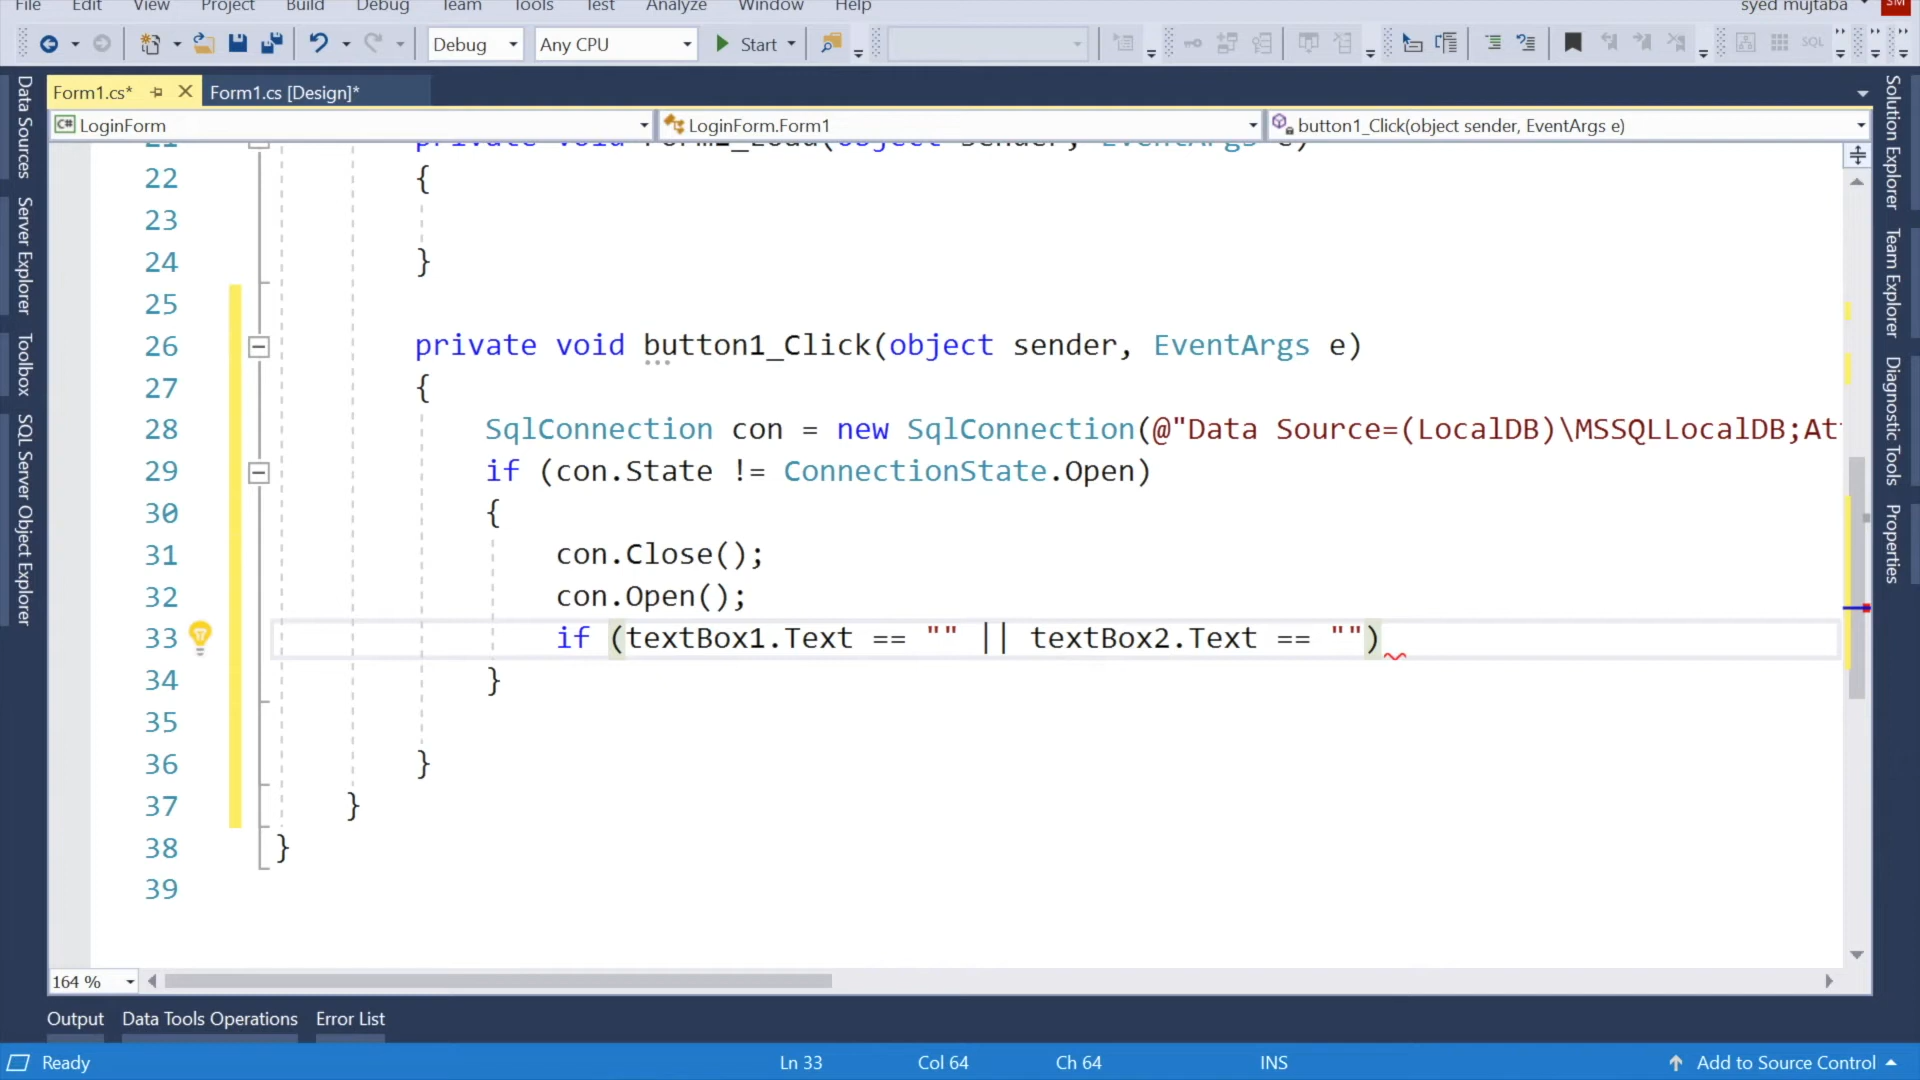 File Edit View Project Build Debug Team Tools Test Analyze Window Help syed mujtaba SM
Debug Any CPU Start SQL
Form1.cs* Form1.cs [Design]*
C# LoginForm LoginForm.Form1 button1_Click(object sender, EventArgs e)
Data Sources
Server Explorer
Toolbox
SQL Server Object Explorer
22 {
23
24 }
25
26 private void button1_Click(object sender, EventArgs e)
27 {
28 SqlConnection con = new SqlConnection(@"Data Source=(LocalDB)\MSSQLLocalDB;At
29 if (con.State != ConnectionState.Open)
30 {
31 con.Close();
32 con.Open();
33 if (textBox1.Text == "" || textBox2.Text == "")
34 }
35
36 }
37 }
38 }
39
Solution Explorer
Team Explorer
Diagnostic Tools
Properties
164 %
Output Data Tools Operations Error List
Ready Ln 33 Col 64 Ch 64 INS Add to Source Control